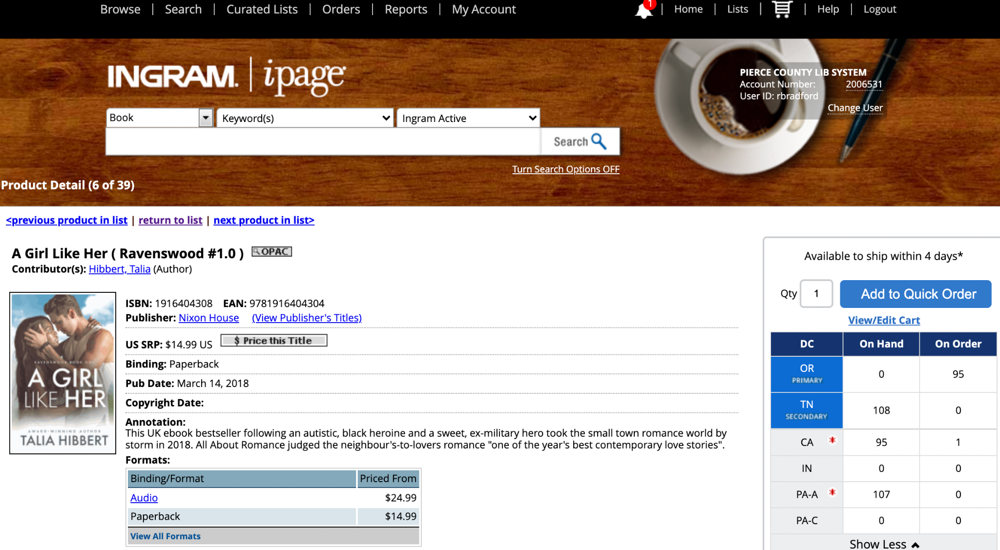 Browse | Search | Curated Lists | Orders | Reports | My Account
1 | Home | Lists | | Help | Logout
INGRAM. | ipage
PIERCE COUNTY LIB SYSTEM
Account Number: 2006531
User ID: rbradford
Change User
Book Keyword(s) Ingram Active
Search
Turn Search Options OFF
Product Detail (6 of 39)
<previous product in list | return to list | next product in list>
A Girl Like Her ( Ravenswood #1.0 ) OPAC
Contributor(s): Hibbert, Talia (Author)
RAVENSWOOD BOOK ONE
A GIRL
LIKE HER
AWARD-WINNING AUTHOR
TALIA HIBBERT
ISBN: 1916404308 EAN: 9781916404304
Publisher: Nixon House (View Publisher's Titles)
US SRP: $14.99 US $ Price this Title
Binding: Paperback
Pub Date: March 14, 2018
Copyright Date:
Annotation:
This UK ebook bestseller following an autistic, black heroine and a sweet, ex-military hero took the small town romance world by
storm in 2018. All About Romance judged the neighbour's-to-lovers romance "one of the year's best contemporary love stories".
Formats:
Binding/Format Priced From
Audio $24.99
Paperback $14.99
View All Formats
Available to ship within 4 days*
Qty 1 Add to Quick Order
View/Edit Cart
DC On Hand On Order
OR PRIMARY 0 95
TN SECONDARY 108 0
CA * 95 1
IN 0 0
PA-A * 107 0
PA-C 0 0
Show Less